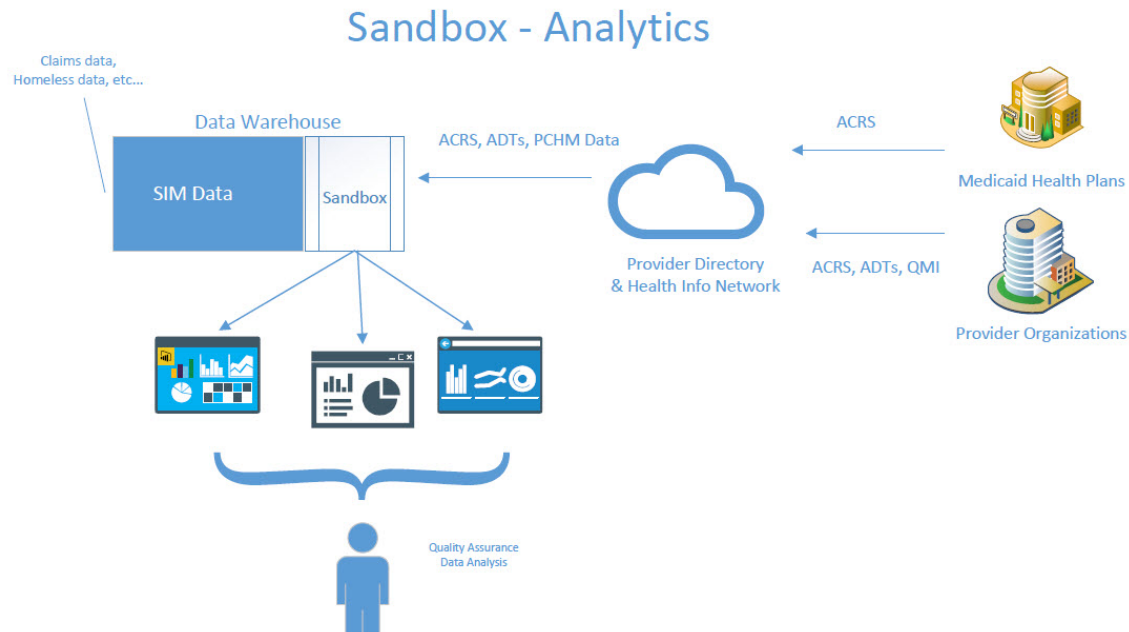 Sandbox - Analytics
Claims data,
Homeless data, etc...
Data Warehouse
SIM Data
Sandbox
ACRS, ADTs, PCHM Data
Provider Directory
& Health Info Network
ACRS
Medicaid Health Plans
ACRS, ADTs, QMI
Provider Organizations
Quality Assurance
Data Analysis